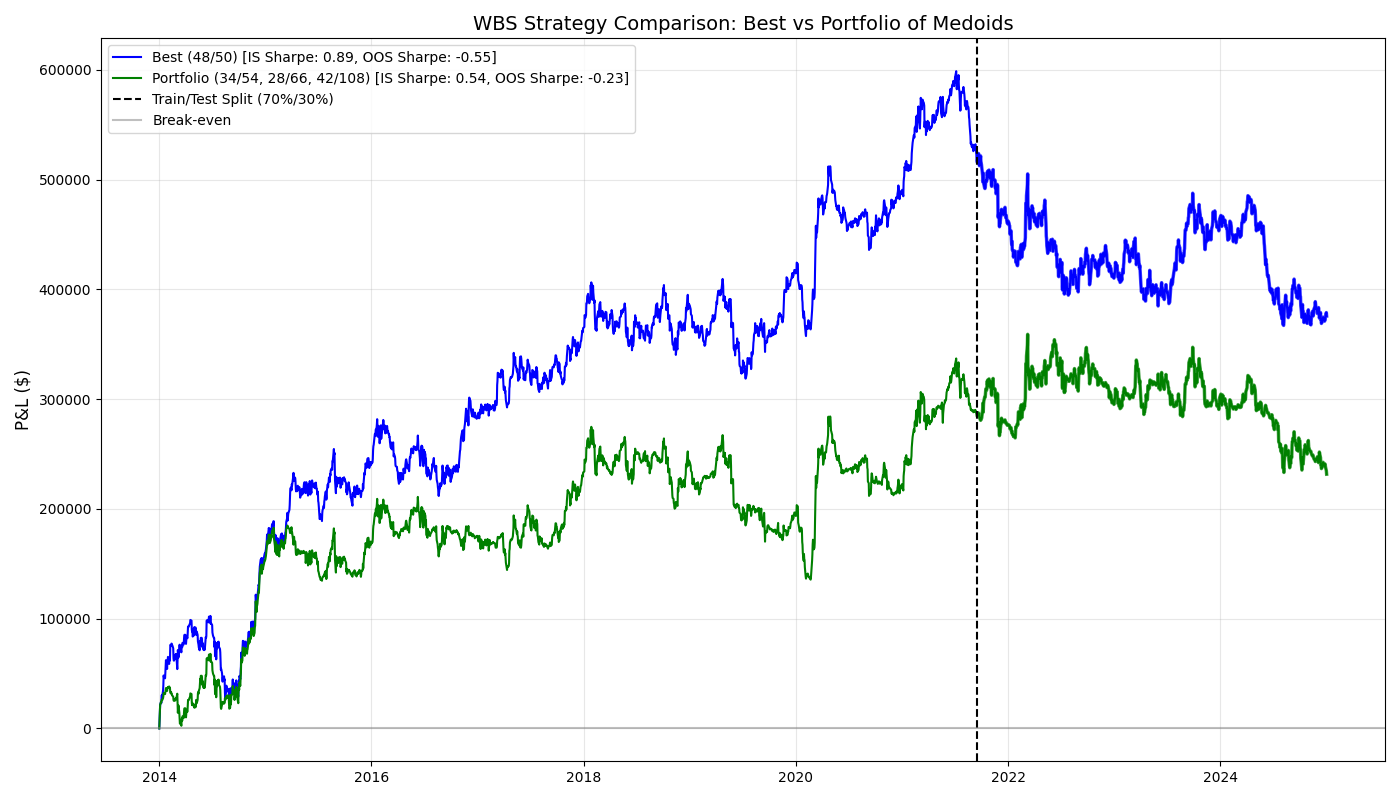 WBS Strategy Comparison: Best vs Portfolio of Medoids
Best (48/50) [IS Sharpe: 0.89, OOS Sharpe: -0.55]
Portfolio (34/54, 28/66, 42/108) [IS Sharpe: 0.54, OOS Sharpe: -0.23]
Train/Test Split (70%/30%)
Break-even
P&L ($)
600000
500000
400000
300000
200000
100000
0
2014 2016 2018 2020 2022 2024